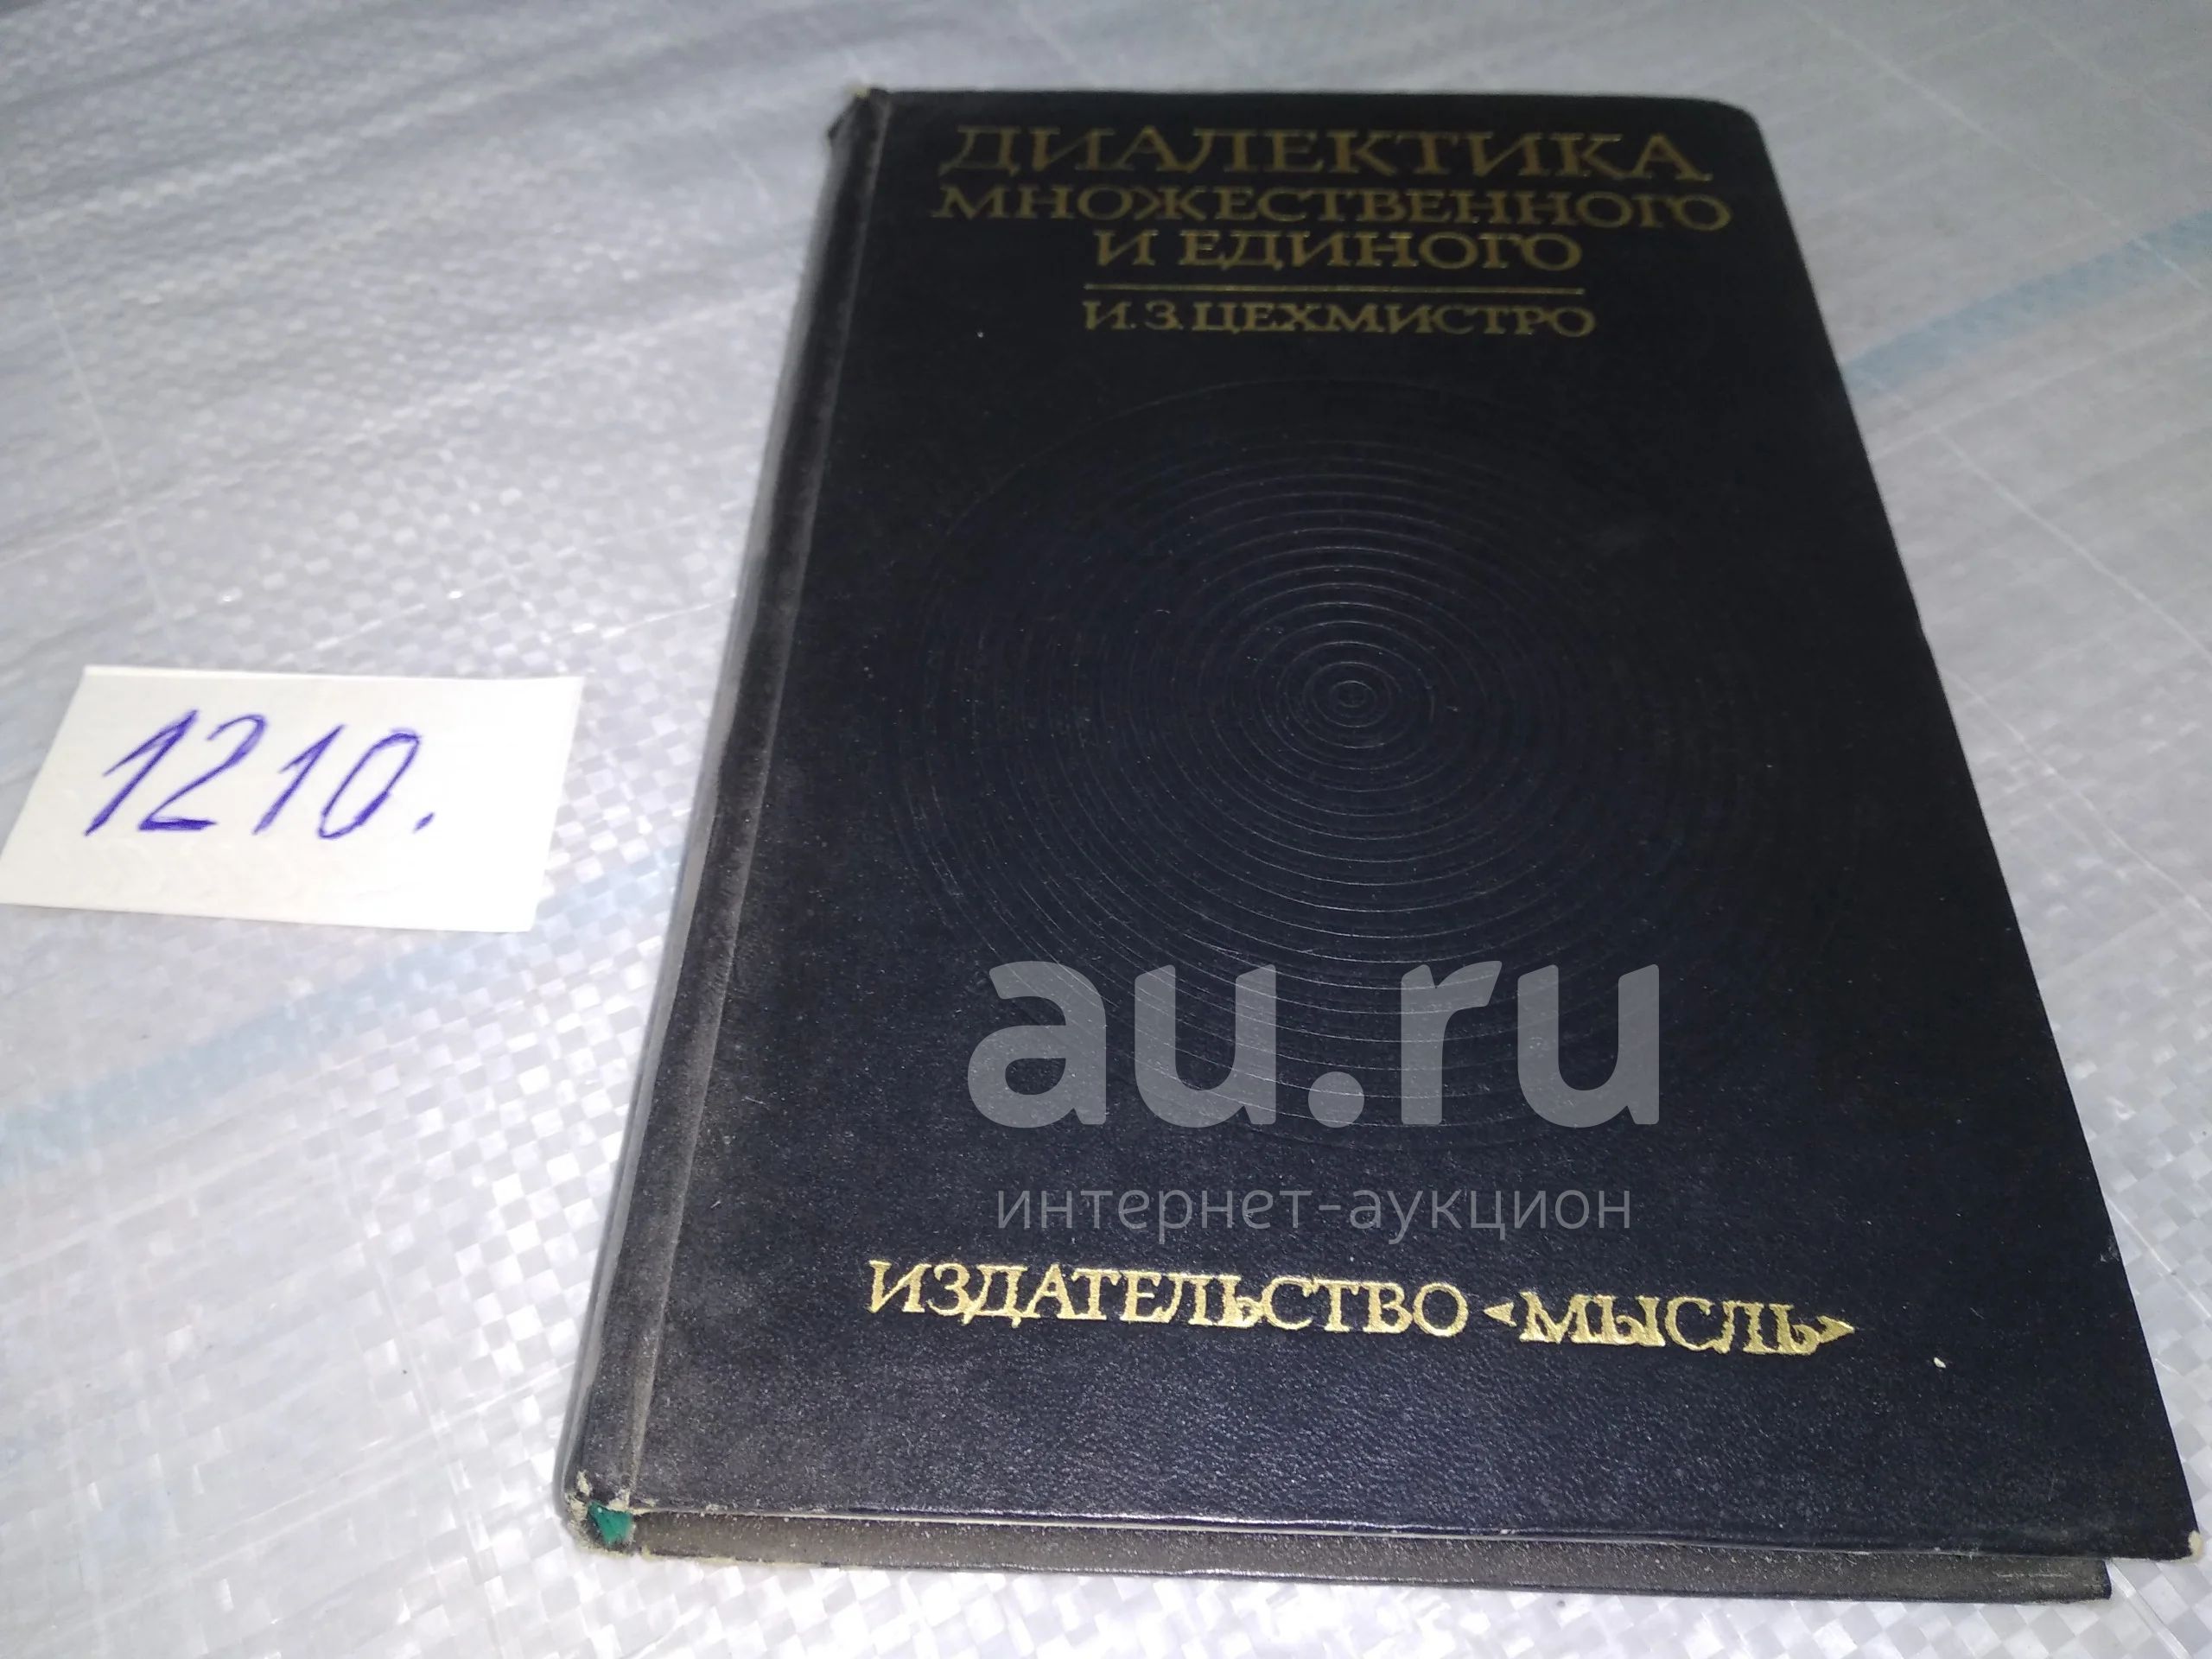 ДИАЛЕКТИКА
МНОЖЕСТВЕННОГО
И ЕДИНОГО
И. З. ЦЕХМИСТРО
1210.
au.ru
интернет-аукцион
ИЗДАТЕЛЬСТВО «МЫСЛЬ»